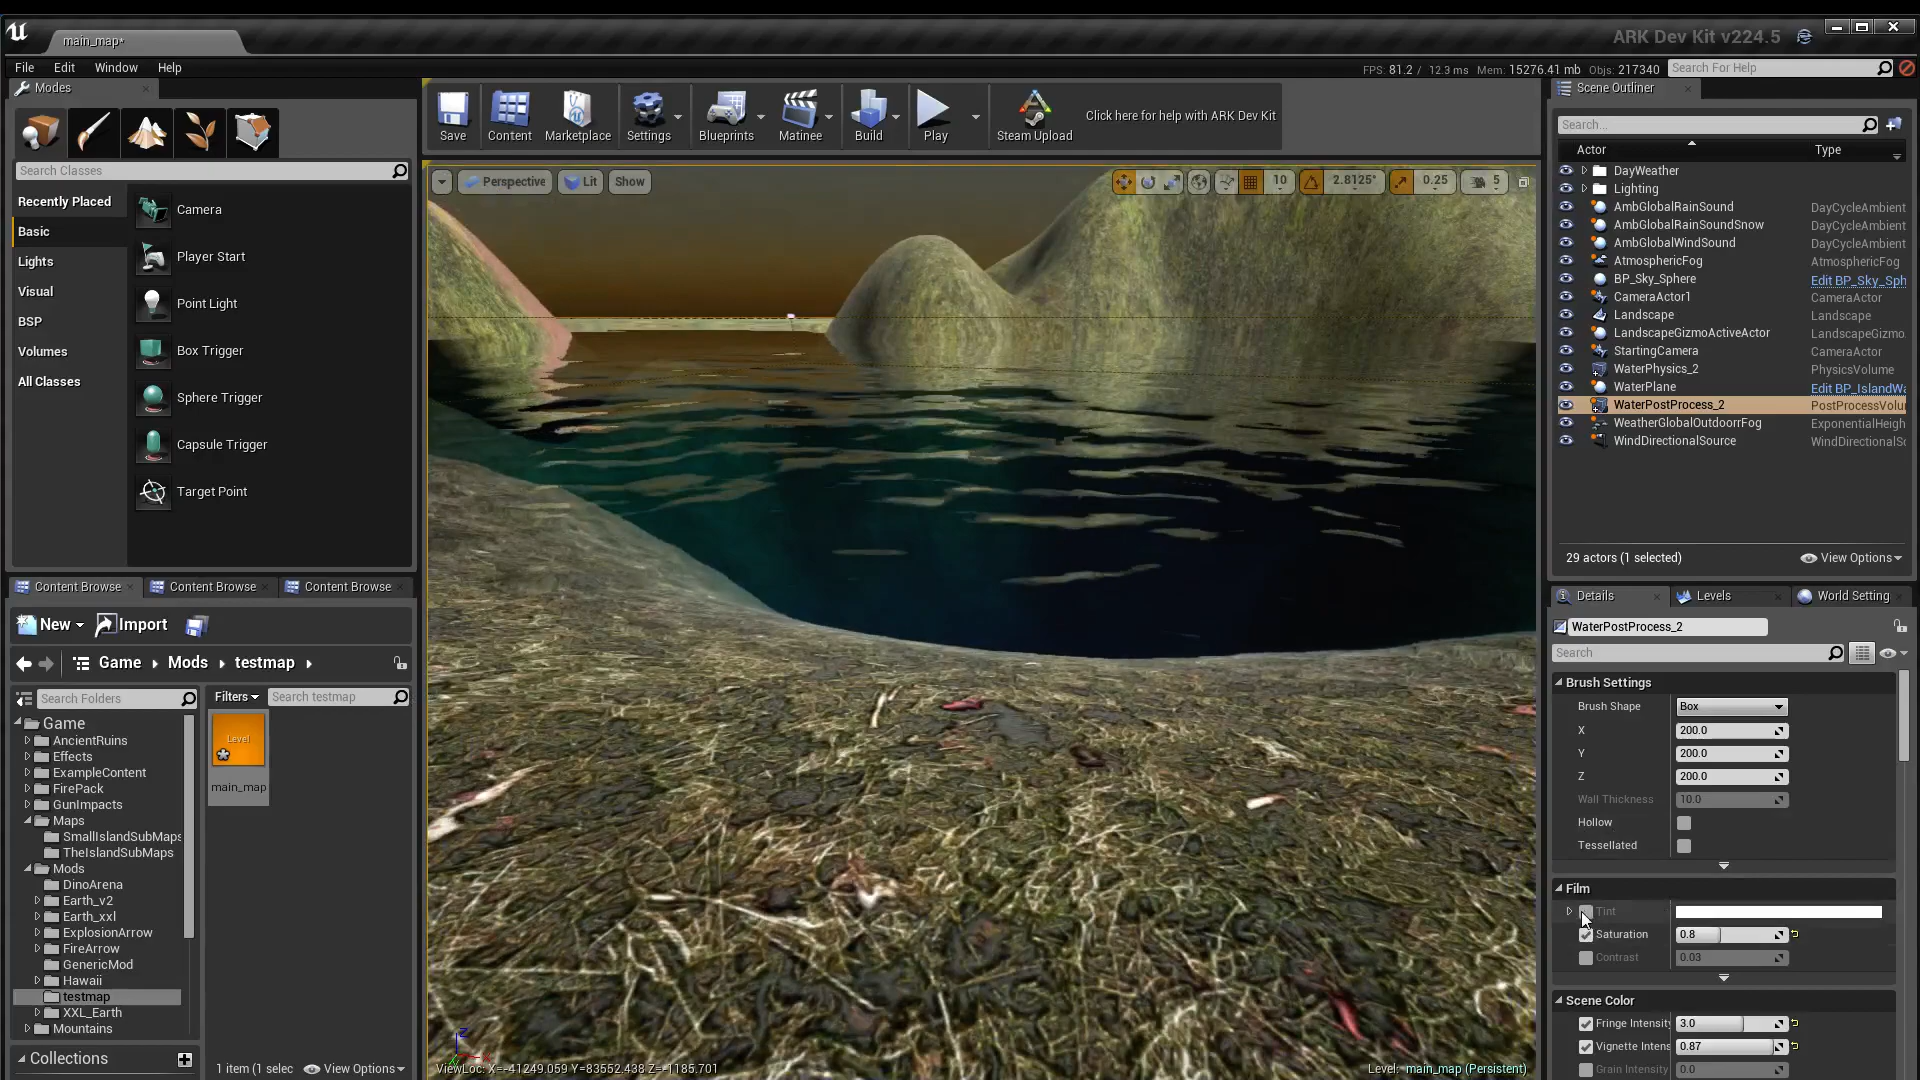 main_map*
ARK Dev Kit v224.5
File Edit Window Help
FPS: 81.2 / 12.3 ms Mem: 15276.41 mb Objs: 217340 Search For Help
Modes
Search Classes
Recently Placed
Basic
Lights
Visual
BSP
Volumes
All Classes
Camera
Player Start
Point Light
Box Trigger
Sphere Trigger
Capsule Trigger
Target Point
Save
Content
Marketplace
Settings
Blueprints
Matinee
Build
Play
Steam Upload
Click here for help with ARK Dev Kit
Perspective Lit Show
10 2.8125° 0.25 5
ViewLoc: X=-41249.059 Y=83552.438 Z=-1185.701
Level: main_map (Persistent)
Content Browse Content Browse Content Browse
New Import
Game Mods testmap
Search Folders
Filters Search testmap
Game
AncientRuins
Effects
ExampleContent
FirePack
GunImpacts
Maps
SmallIslandSubMaps
TheIslandSubMaps
Mods
DinoArena
Earth_v2
Earth_xxl
ExplosionArrow
FireArrow
GenericMod
Hawaii
testmap
XXL_Earth
Mountains
Collections
Level
main_map
1 item (1 selec View Options
Scene Outliner
Search...
Actor Type
DayWeather
Lighting
AmbGlobalRainSound DayCycleAmbient
AmbGlobalRainSoundSnow DayCycleAmbient
AmbGlobalWindSound DayCycleAmbient
AtmosphericFog AtmosphericFog
BP_Sky_Sphere Edit BP_Sky_Sph
CameraActor1 CameraActor
Landscape Landscape
LandscapeGizmoActiveActor LandscapeGizmo
StartingCamera CameraActor
WaterPhysics_2 PhysicsVolume
WaterPlane Edit BP_IslandWa
WaterPostProcess_2 PostProcessVolu
WeatherGlobalOutdoorrFog ExponentialHeigh
WindDirectionalSource WindDirectionalSo
29 actors (1 selected) View Options
Details Levels World Setting
WaterPostProcess_2
Search
Brush Settings
Brush Shape Box
X 200.0
Y 200.0
Z 200.0
Wall Thickness 10.0
Hollow
Tessellated
Film
Tint
Saturation 0.8
Contrast 0.03
Scene Color
Fringe Intensity 3.0
Vignette Intens 0.87
Grain Intensity 0.0